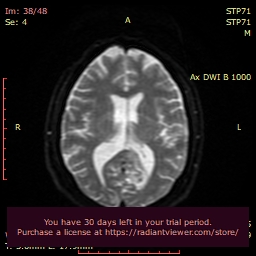 Im: 38/48
Se: 4
A
STP71
STP71
M
Ax DWI B 1000
R
L
You have 30 days left in your trial period.
Purchase a license at https://radiantviewer.com/store/